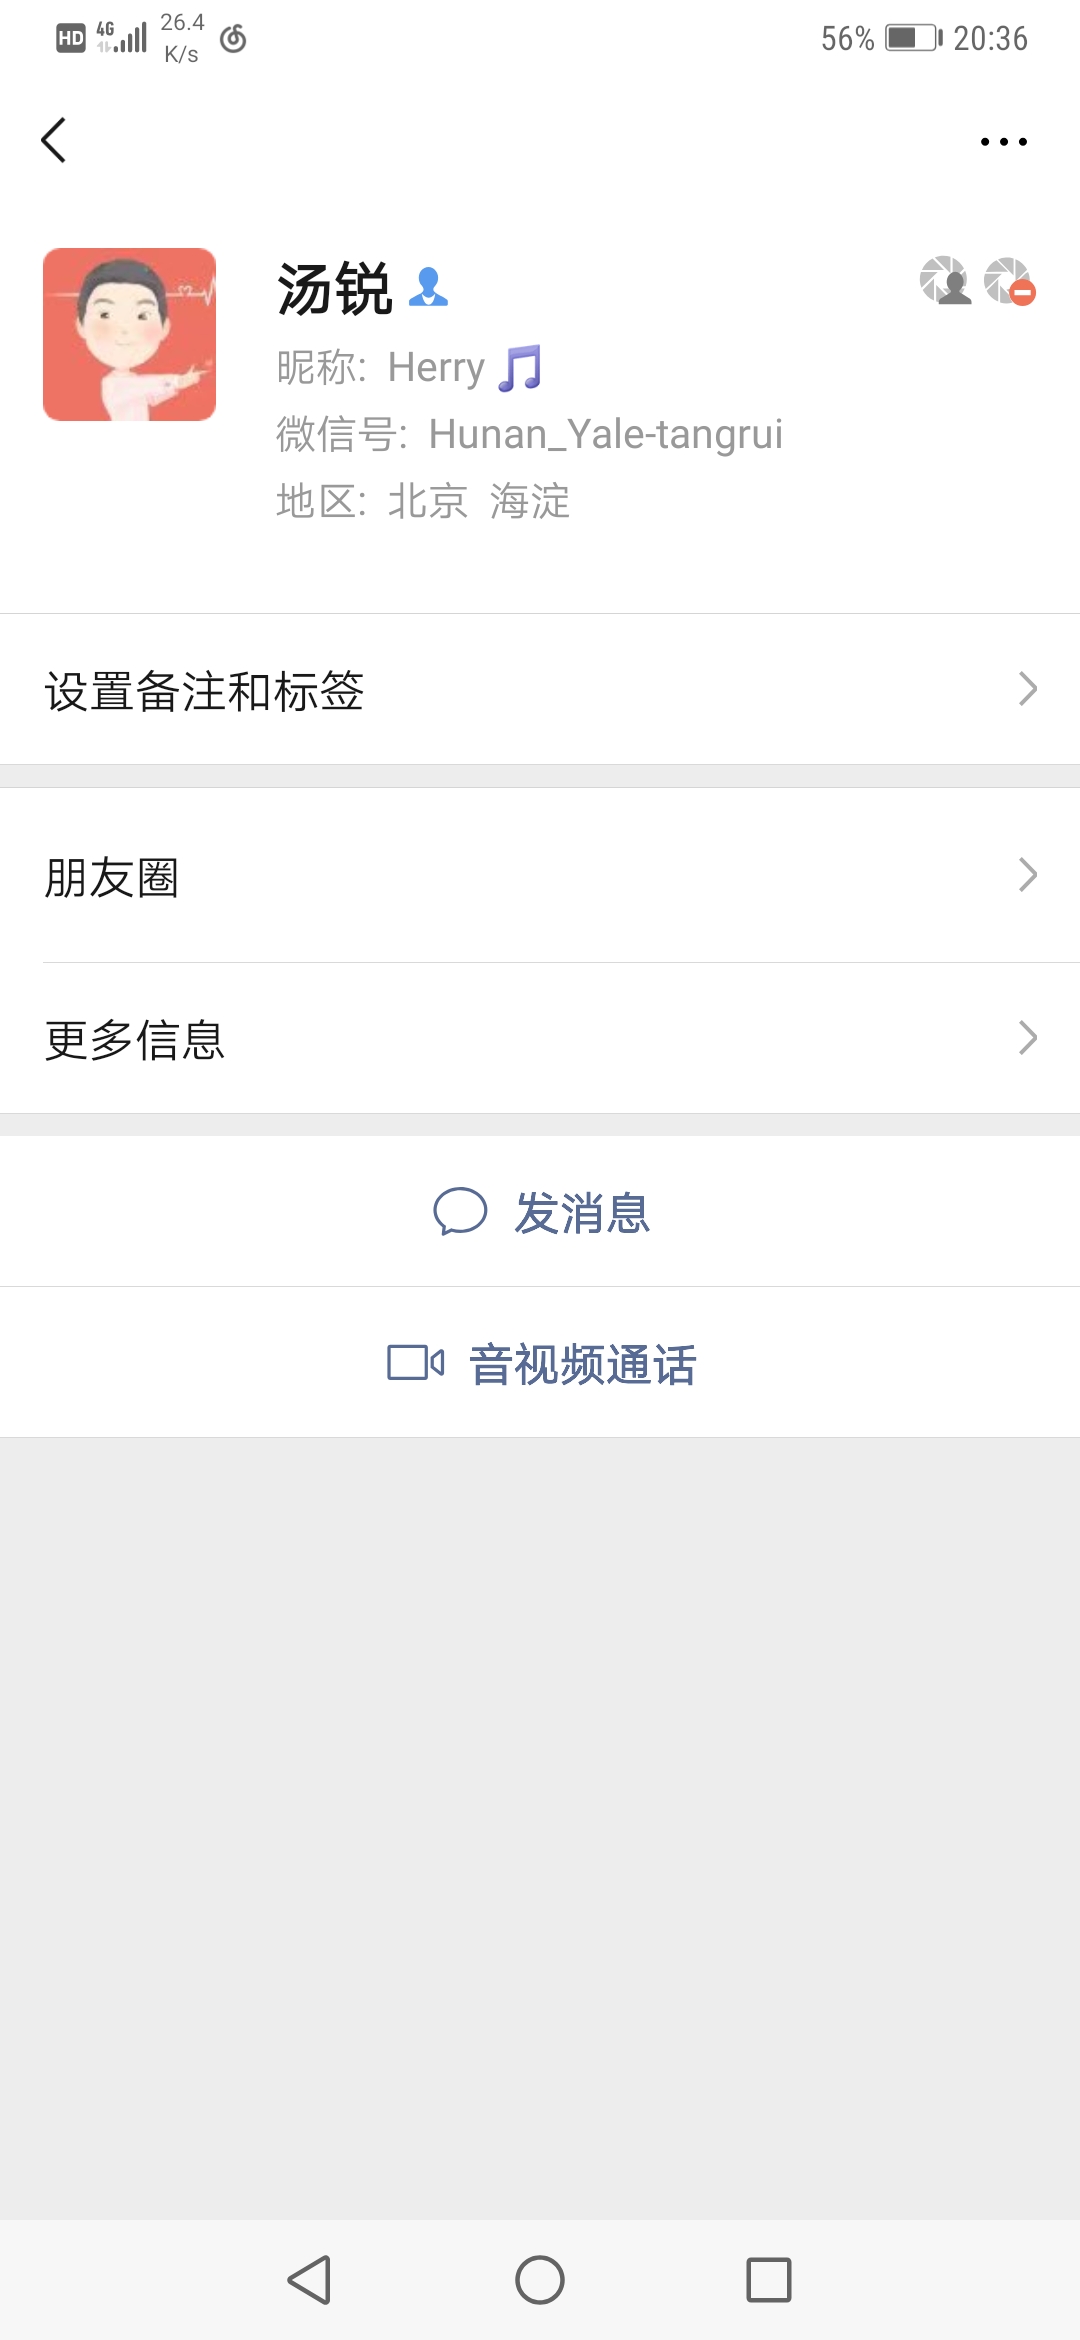 HD 4G 26.4 K/s 56% 20:36
汤锐
昵称: Herry🎵
微信号: Hunan_Yale-tangrui
地区: 北京 海淀
设置备注和标签
朋友圈
更多信息
发消息
音视频通话